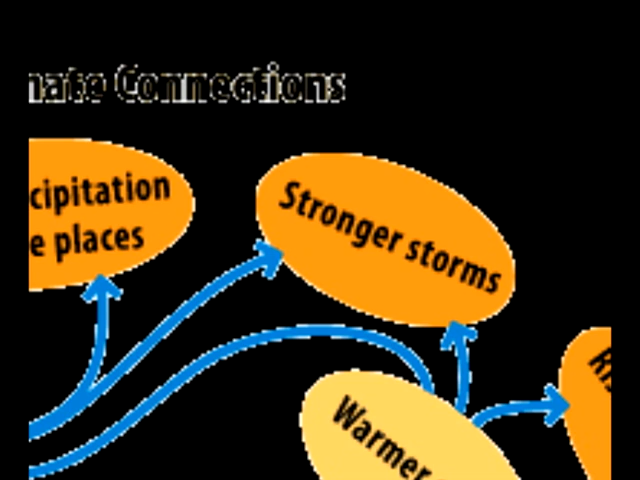 nate Connections
cipitation
e places
Stronger storms
Warmer